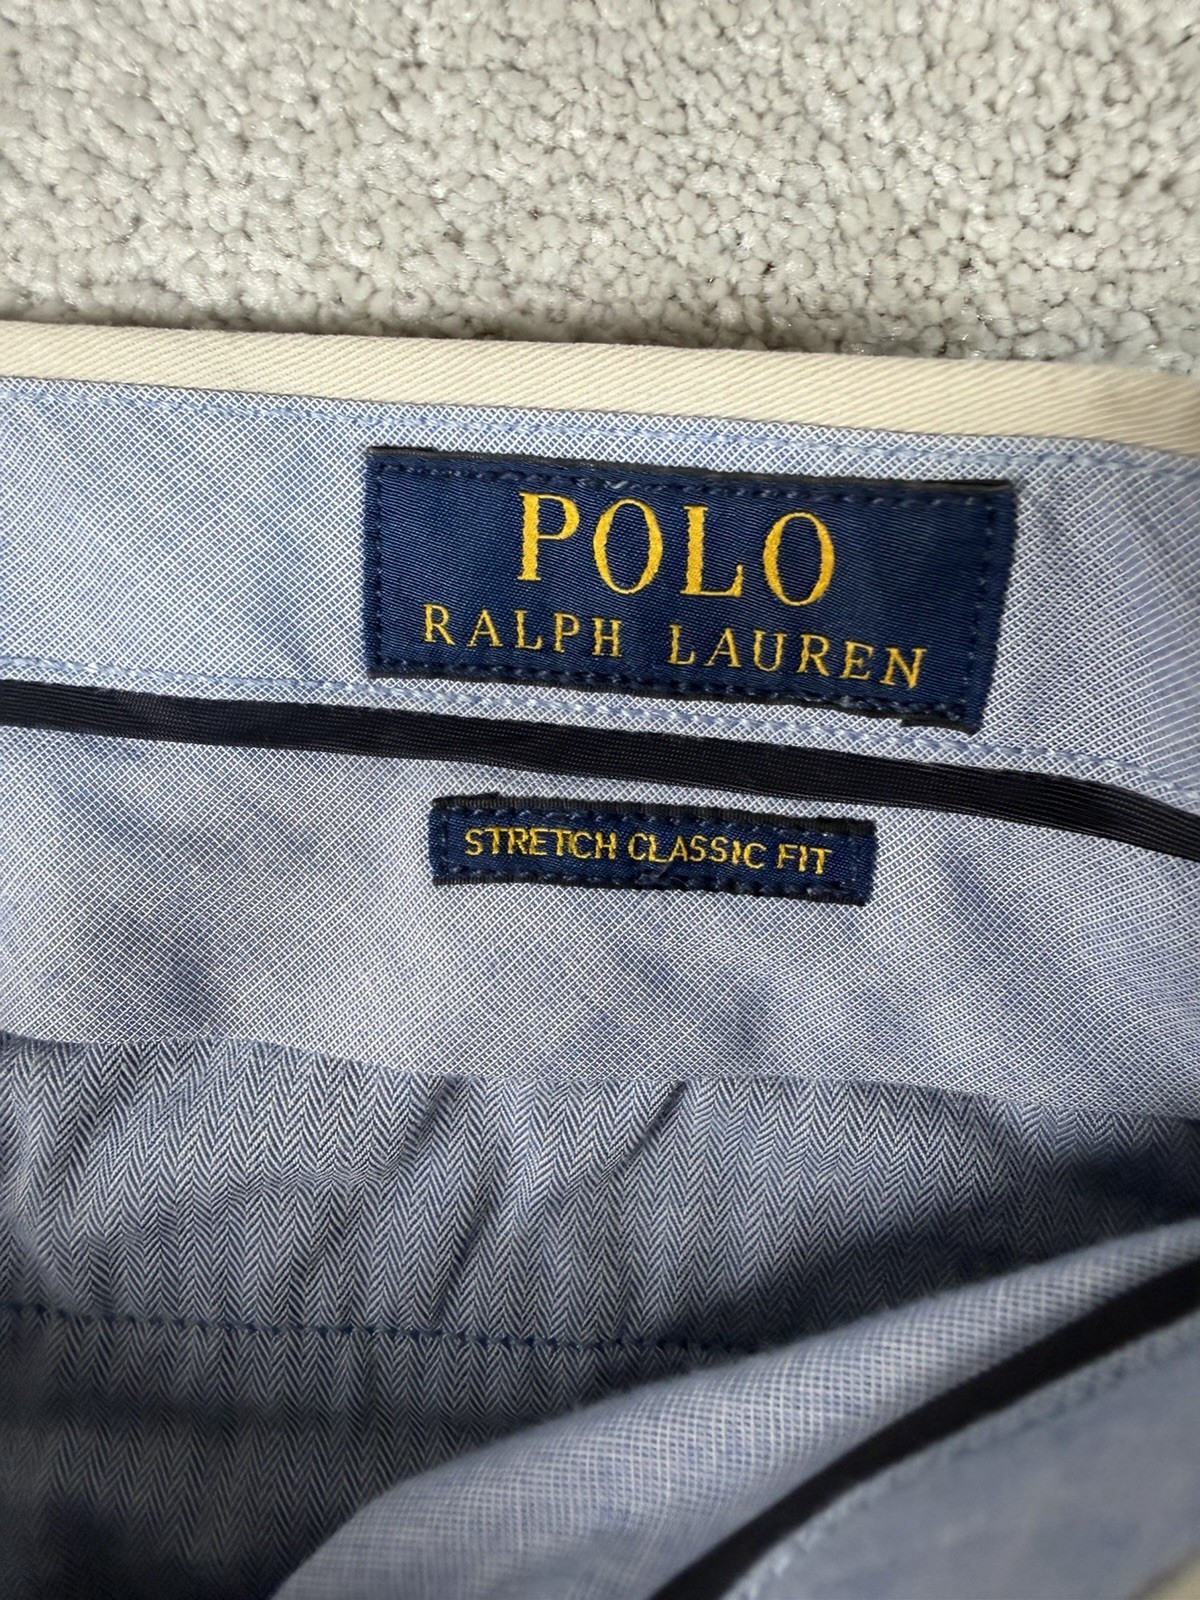 POLO
RALPH LAUREN
STRETCH CLASSIC FIT